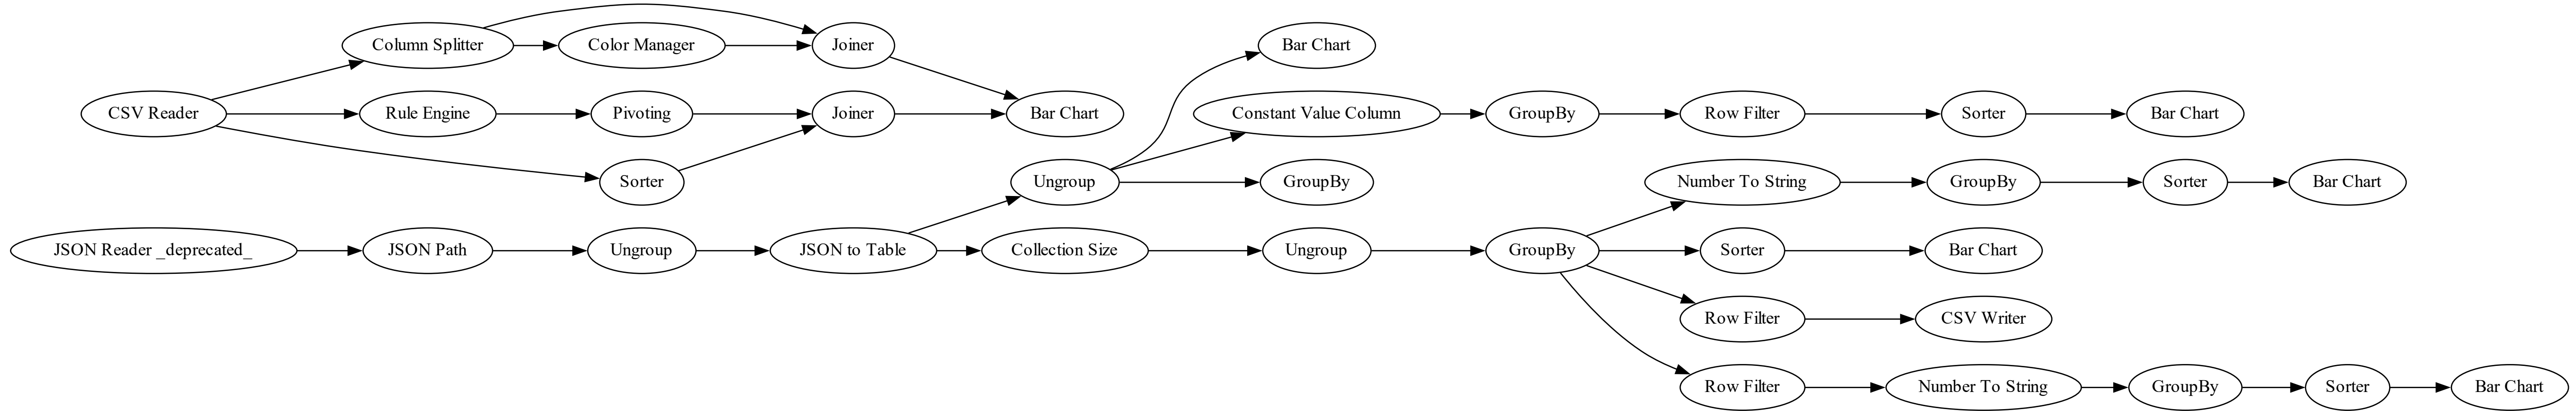 Column Splitter
Color Manager
Joiner
Bar Chart
CSV Reader
Rule Engine
Pivoting
Joiner
Bar Chart
Constant Value Column
GroupBy
Row Filter
Sorter
Bar Chart
Sorter
Ungroup
GroupBy
Number To String
GroupBy
Sorter
Bar Chart
JSON Reader _deprecated_
JSON Path
Ungroup
JSON to Table
Collection Size
Ungroup
GroupBy
Sorter
Bar Chart
Row Filter
CSV Writer
Row Filter
Number To String
GroupBy
Sorter
Bar Chart